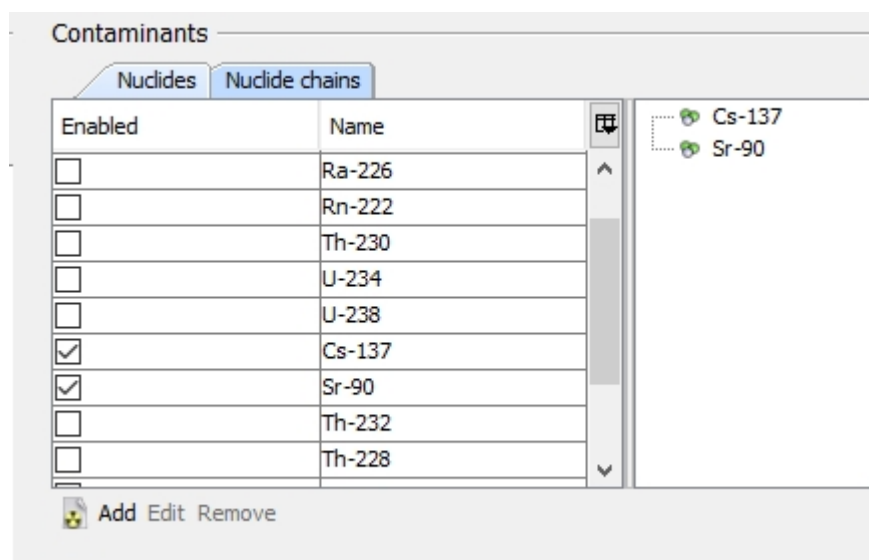 Contaminants
Nuclides Nuclide chains
Enabled Name
Cs-137
Sr-90
Ra-226
Rn-222
Th-230
U-234
U-238
Cs-137
Sr-90
Th-232
Th-228
Add Edit Remove